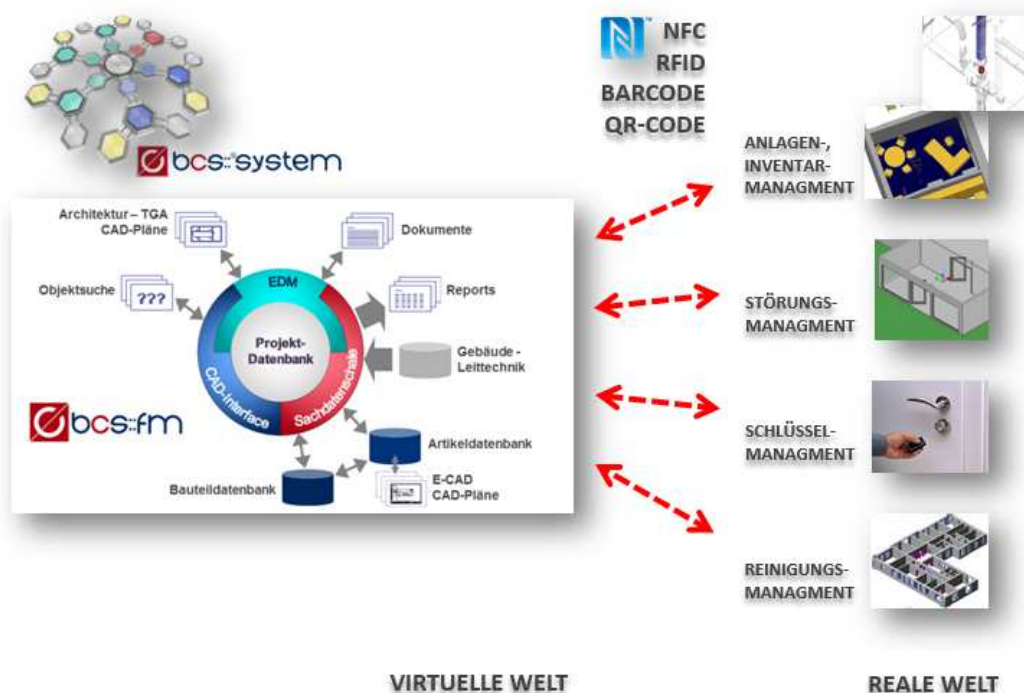 NFC
RFID
BARCODE
QR-CODE
bcs::system
ANLAGEN-,
INVENTAR-
MANAGMENT
Architektur – TGA
CAD-Pläne
Dokumente
EDM
Objektsuche
???
Reports
Projekt-
Datenbank
Gebäude -
Leittechnik
CAD-Interface
Sachdatenschale
STÖRUNGS-
MANAGMENT
bcs::fm
Artikeldatenbank
Bauteildatenbank
E-CAD
CAD-Pläne
SCHLÜSSEL-
MANAGMENT
REINIGUNGS-
MANAGMENT
VIRTUELLE WELT
REALE WELT